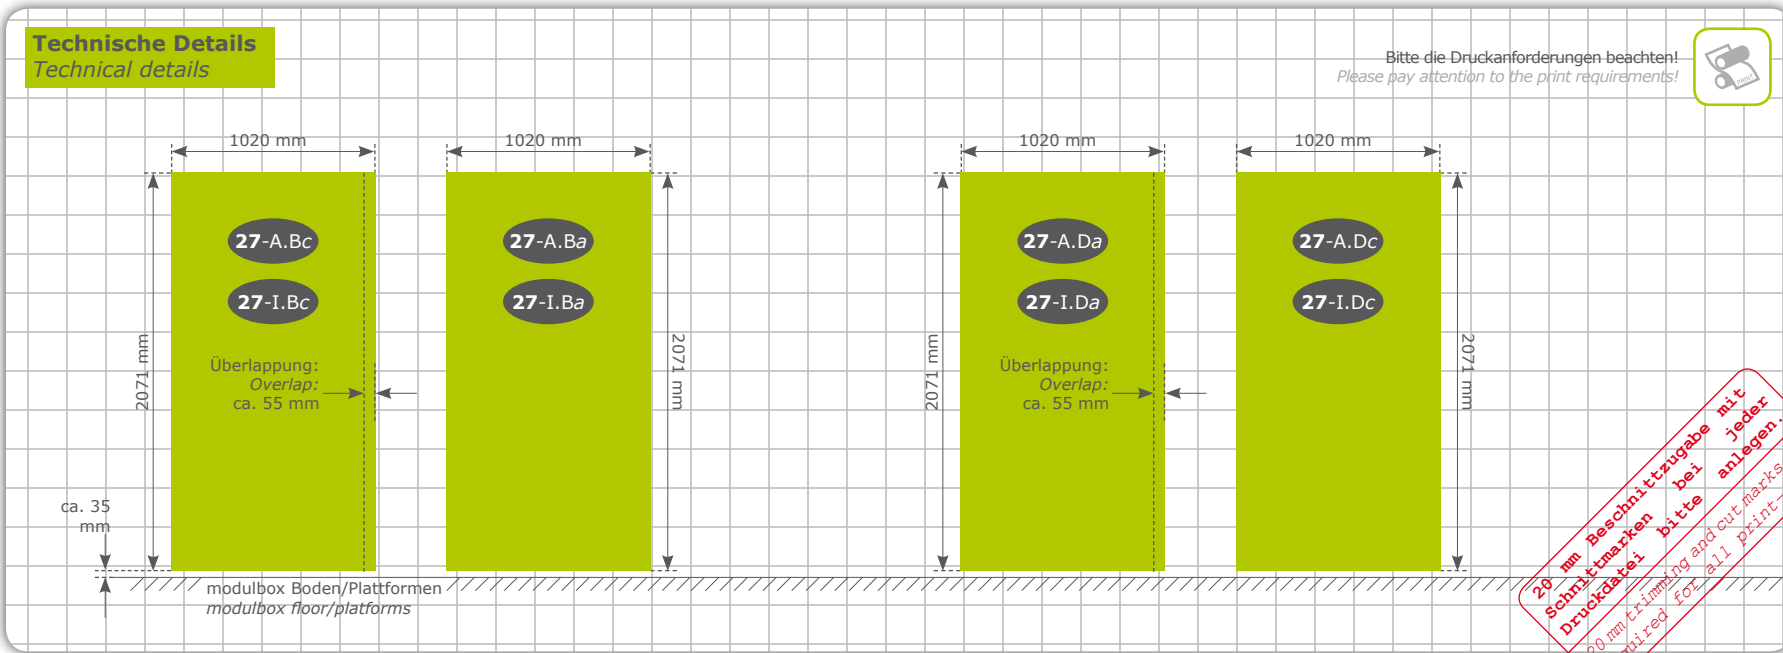 Technische Details
Technical details
Bitte die Druckanforderungen beachten!
Please pay attention to the print requirements!
PRINT
1020 mm
1020 mm
1020 mm
1020 mm
27-A.Bc
27-A.Ba
27-A.Da
27-A.Dc
27-I.Bc
27-I.Ba
27-I.Da
27-I.Dc
2071 mm
2071 mm
2071 mm
2071 mm
Überlappung:
Overlap:
ca. 55 mm
Überlappung:
Overlap:
ca. 55 mm
ca. 35
mm
modulbox Boden/Plattformen
modulbox floor/platforms
20 mm Beschnittzugabe mit
Schnittmarken bei jeder
Druckdatei bitte anlegen.
20 mm trimming and cut marks
for all print-